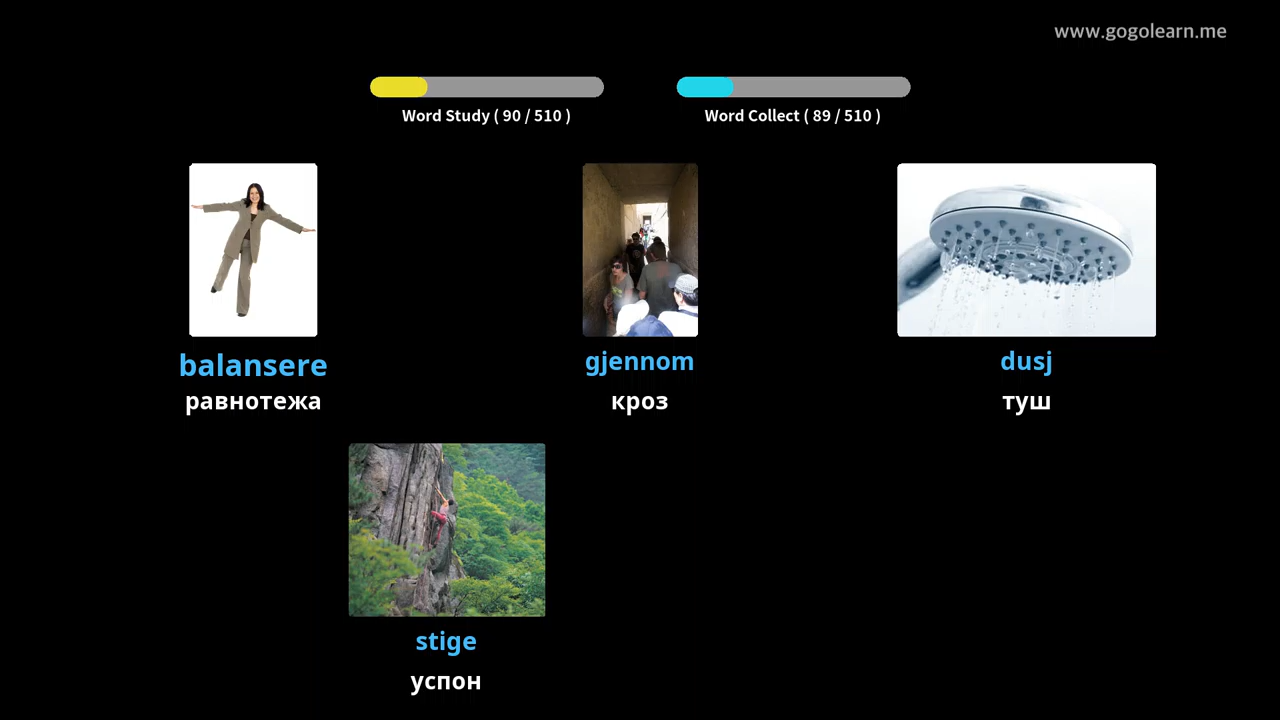 www.gogolearn.me
Word Study ( 90 / 510 )
Word Collect ( 89 / 510 )
balansere
равнотежа
gjennom
кроз
dusj
туш
stige
успон